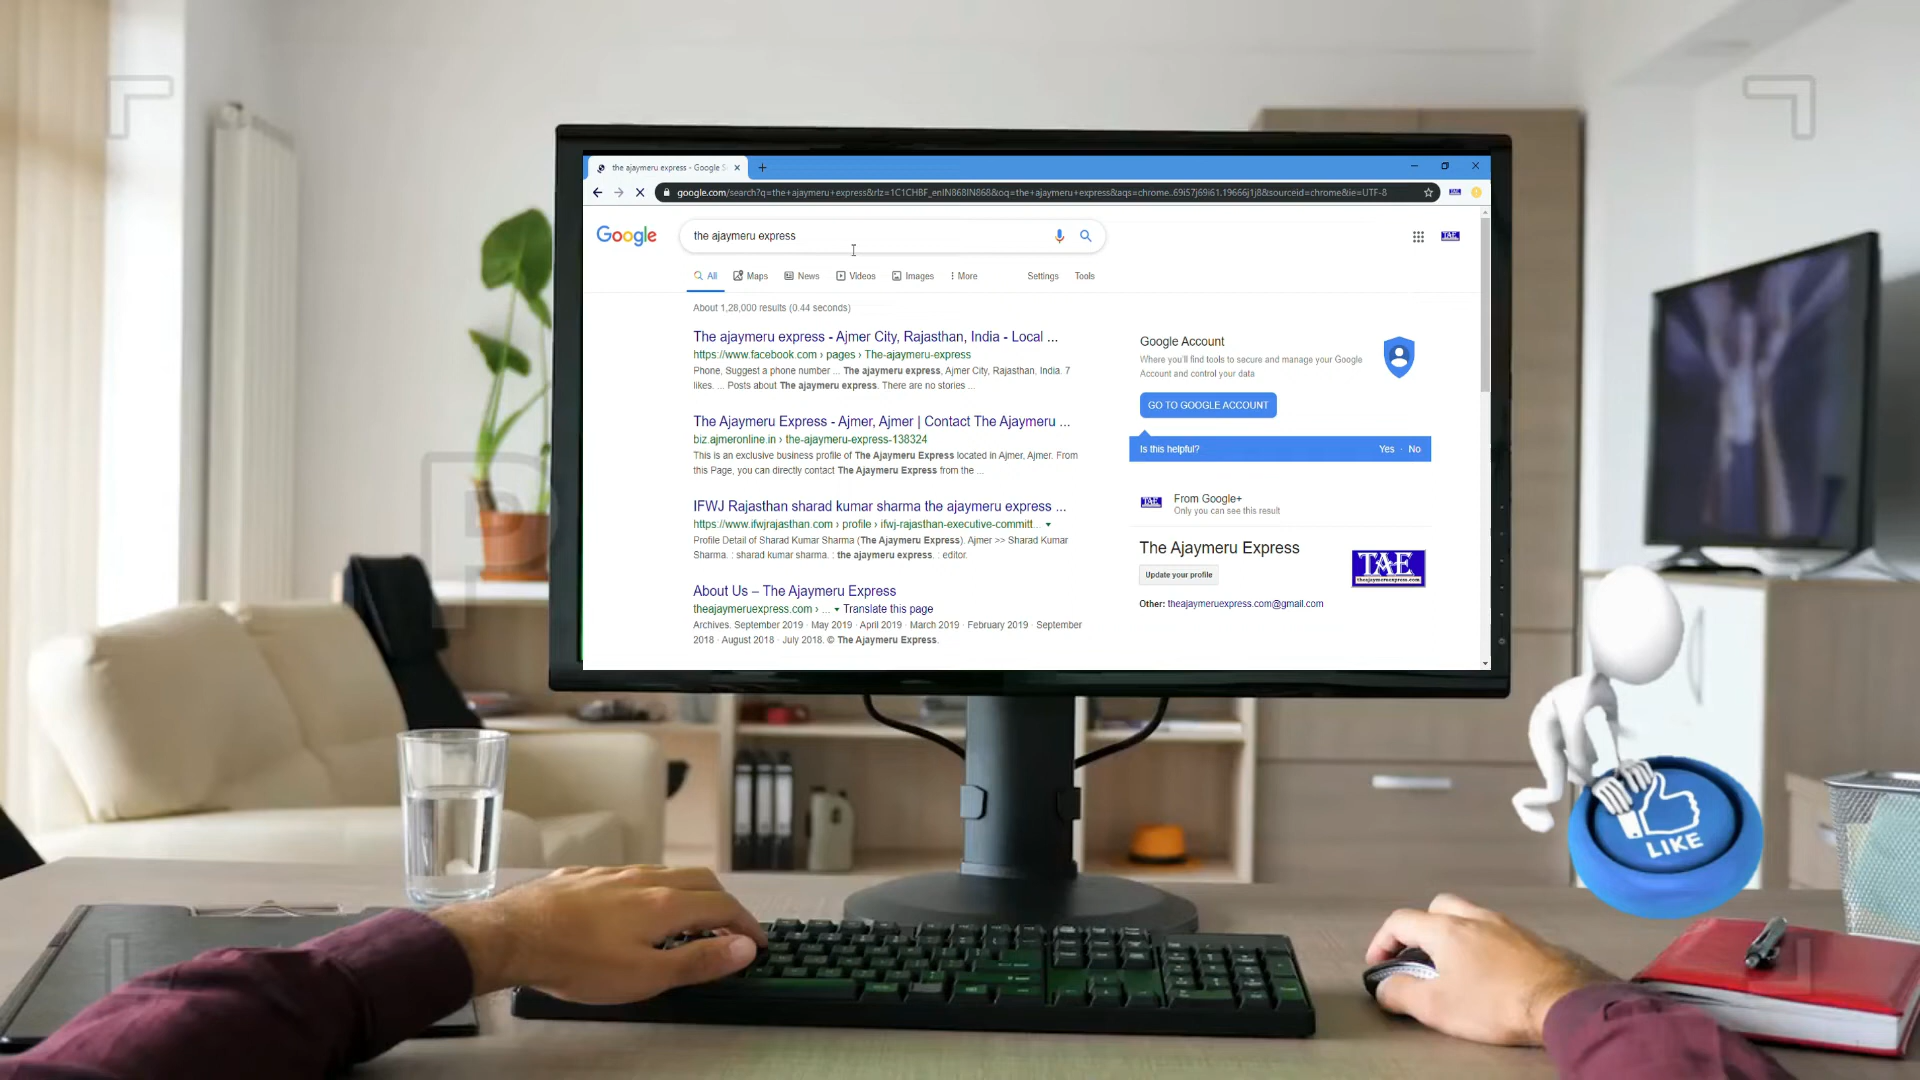 the ajaymeru express - Google S
google.com/search?q=the+ajaymeru+express&rlz=1C1CHBF_enIN868IN868&oq=the+ajaymeru+express&aqs=chrome..69i57j69i61.19666j1j8&sourceid=chrome&ie=UTF-8
Google
the ajaymeru express
TAE
All
Maps
News
Videos
Images
More
Settings
Tools
About 1,28,000 results (0.44 seconds)
The ajaymeru express - Ajmer City, Rajasthan, India - Local ...
https://www.facebook.com › pages › The-ajaymeru-express
Phone, Suggest a phone number ... The ajaymeru express, Ajmer City, Rajasthan, India. 7
likes. ... Posts about The ajaymeru express. There are no stories ...
The Ajaymeru Express - Ajmer, Ajmer | Contact The Ajaymeru ...
biz.ajmeronline.in › the-ajaymeru-express-138324
This is an exclusive business profile of The Ajaymeru Express located in Ajmer, Ajmer. From
this Page, you can directly contact The Ajaymeru Express from the ...
IFWJ Rajasthan sharad kumar sharma the ajaymeru express ...
https://www.ifwjrajasthan.com › profile › ifwj-rajasthan-executive-committ...
Profile Detail of Sharad Kumar Sharma (The Ajaymeru Express). Ajmer >> Sharad Kumar
Sharma. : sharad kumar sharma. : the ajaymeru express. : editor.
About Us – The Ajaymeru Express
theajaymeruexpress.com › ... Translate this page
Archives. September 2019 · May 2019 · April 2019 · March 2019 · February 2019 · September
2018 · August 2018 · July 2018. © The Ajaymeru Express.
Google Account
Where you'll find tools to secure and manage your Google
Account and control your data
GO TO GOOGLE ACCOUNT
Is this helpful?
Yes · No
TAE
From Google+
Only you can see this result
The Ajaymeru Express
Update your profile
TAE
theajaymeruexpress.com
Other: theajaymeruexpress.com@gmail.com
LIKE